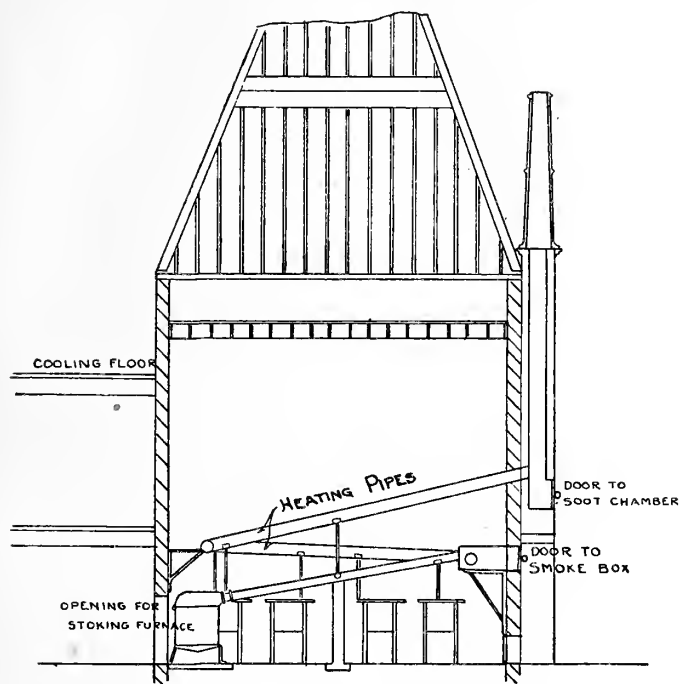 COOLING FLOOR
HEATING PIPES
DOOR TO
SOOT CHAMBER
DOOR TO
SMOKE BOX
OPENING FOR
STOKING FURNACE